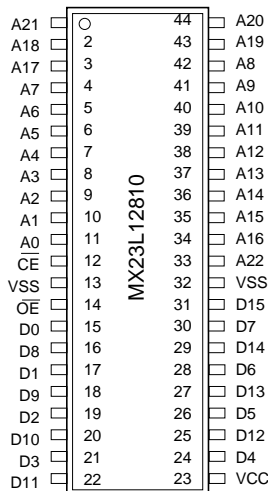 A21 44 A20
A18 2 43 A19
A17 3 42 A8
A7 4 41 A9
A6 5 40 A10
A5 6 39 A11
A4 7 38 A12
A3 8 37 A13
A2 9 36 A14
A1 10 35 A15
A0 11 34 A16
CE 12 33 A22
VSS 13 32 VSS
OE 14 31 D15
D0 15 30 D7
D8 16 29 D14
D1 17 28 D6
D9 18 27 D13
D2 19 26 D5
D10 20 25 D12
D3 21 24 D4
D11 22 23 VCC
MX23L12810